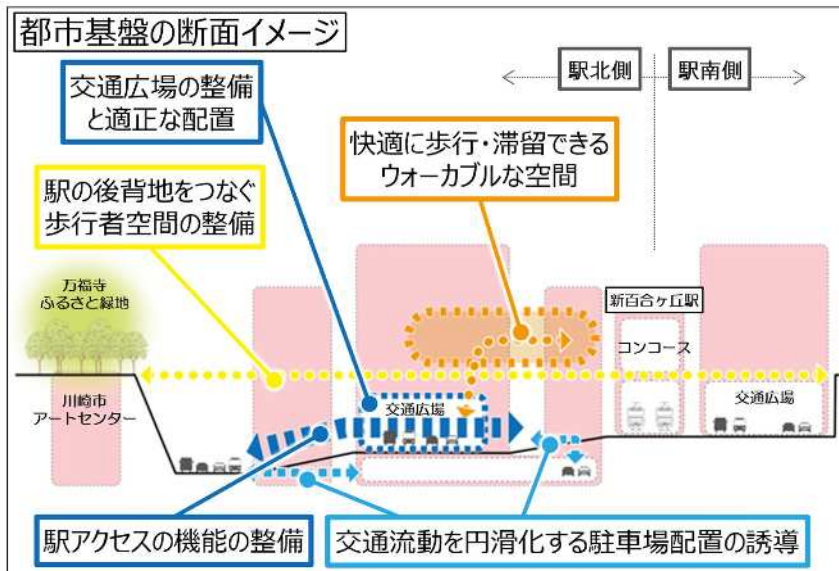 都市基盤の断面イメージ
駅北側
駅南側
交通広場の整備
と適正な配置
快適に歩行・滞留できる
ウォーカブルな空間
駅の後背地をつなぐ
歩行者空間の整備
万福寺
ふるさと緑地
新百合ヶ丘駅
コンコース
川崎市
アートセンター
交通広場
交通広場
駅アクセスの機能の整備
交通流動を円滑化する駐車場配置の誘導